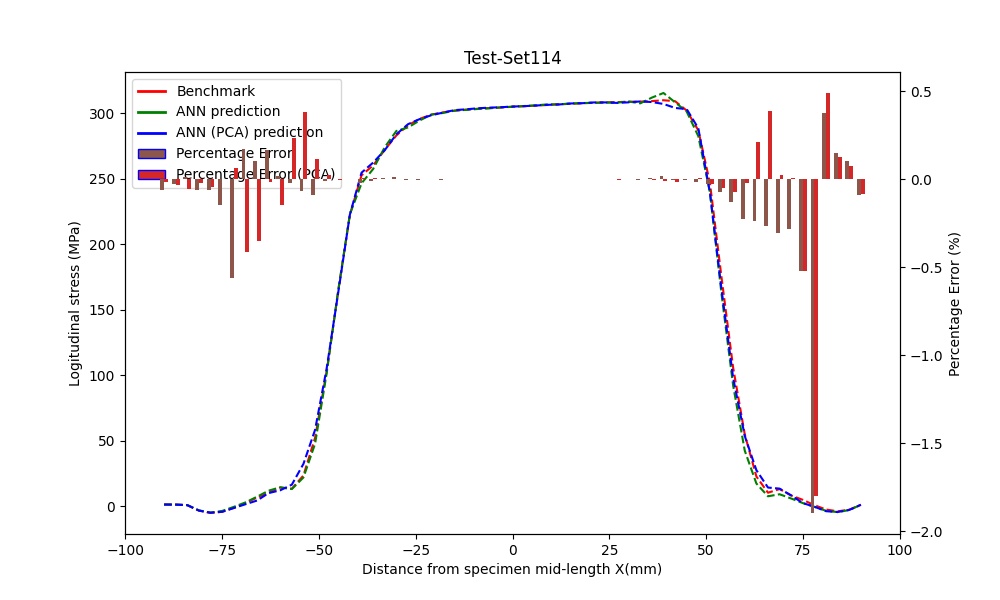 Test-Set114
Benchmark
ANN prediction
ANN (PCA) prediction
Percentage Error
Percentage Error (PCA)
300
250
200
150
100
50
0
Logitudinal stress (MPa)
0.5
0.0
−0.5
−1.0
−1.5
−2.0
Percentage Error (%)
−100 −75 −50 −25 0 25 50 75 100
Distance from specimen mid-length X(mm)